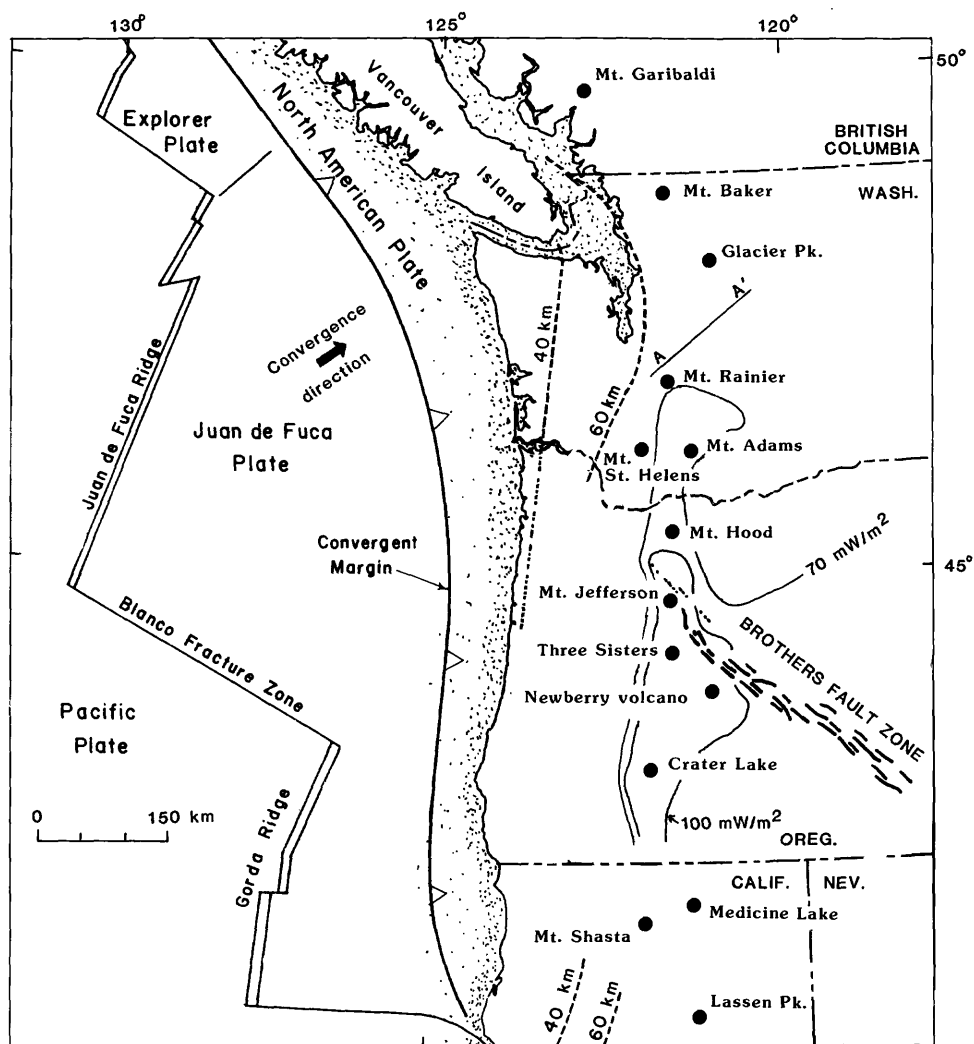 130°
125°
120°
50°
Mt. Garibaldi
Vancouver
Island
Explorer
Plate
North American Plate
BRITISH
COLUMBIA
WASH.
Mt. Baker
Glacier Pk.
A'
A
40 km
60 km
Convergence
direction
Mt. Rainier
Juan de Fuca Ridge
Juan de Fuca
Plate
Mt.
St. Helens
Mt. Adams
Mt. Hood
70 mW/m²
45°
Convergent
Margin
Mt. Jefferson
Blanco Fracture Zone
Three Sisters
BROTHERS FAULT ZONE
Newberry volcano
Pacific
Plate
Crater Lake
0 150 km
100 mW/m²
OREG.
Gorda Ridge
CALIF.
NEV.
Medicine Lake
Mt. Shasta
40 km
60 km
Lassen Pk.